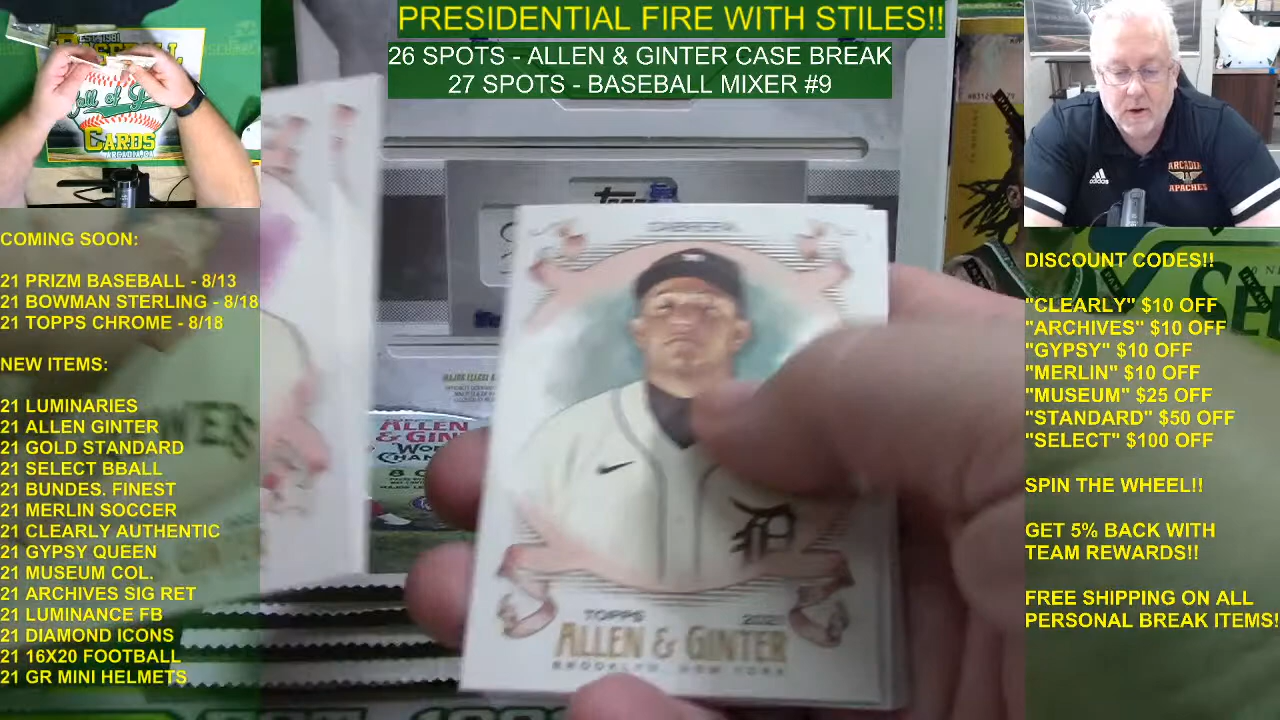 PRESIDENTIAL FIRE WITH STILES!!
26 SPOTS - ALLEN & GINTER CASE BREAK
27 SPOTS - BASEBALL MIXER #9
EST. 1981
CARDS
COMING SOON:
21 PRIZM BASEBALL - 8/13
21 BOWMAN STERLING - 8/18
21 TOPPS CHROME - 8/18
NEW ITEMS:
21 LUMINARIES
21 ALLEN GINTER
21 GOLD STANDARD
21 SELECT BBALL
21 BUNDES. FINEST
21 MERLIN SOCCER
21 CLEARLY AUTHENTIC
21 GYPSY QUEEN
21 MUSEUM COL.
21 ARCHIVES SIG RET
21 LUMINANCE FB
21 DIAMOND ICONS
21 16X20 FOOTBALL
21 GR MINI HELMETS
CABRERA
TOPPS 2021
ALLEN & GINTER
BROOKLYN NEW YORK
adidas
ARCADIA
APACHES
DISCOUNT CODES!!
"CLEARLY" $10 OFF
"ARCHIVES" $10 OFF
"GYPSY" $10 OFF
"MERLIN" $10 OFF
"MUSEUM" $25 OFF
"STANDARD" $50 OFF
"SELECT" $100 OFF
SPIN THE WHEEL!!
GET 5% BACK WITH
TEAM REWARDS!!
FREE SHIPPING ON ALL
PERSONAL BREAK ITEMS!